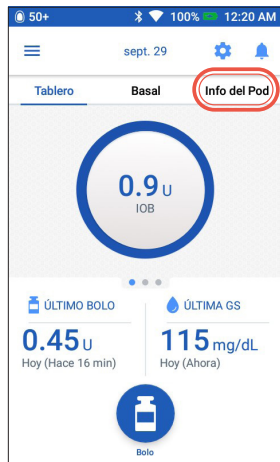 50+ 100% 12:20 AM
sept. 29
Tablero Basal Info del Pod
0.9 U
IOB
ÚLTIMO BOLO ÚLTIMA GS
0.45 U 115 mg/dL
Hoy (Hace 16 min) Hoy (Ahora)
Bolo